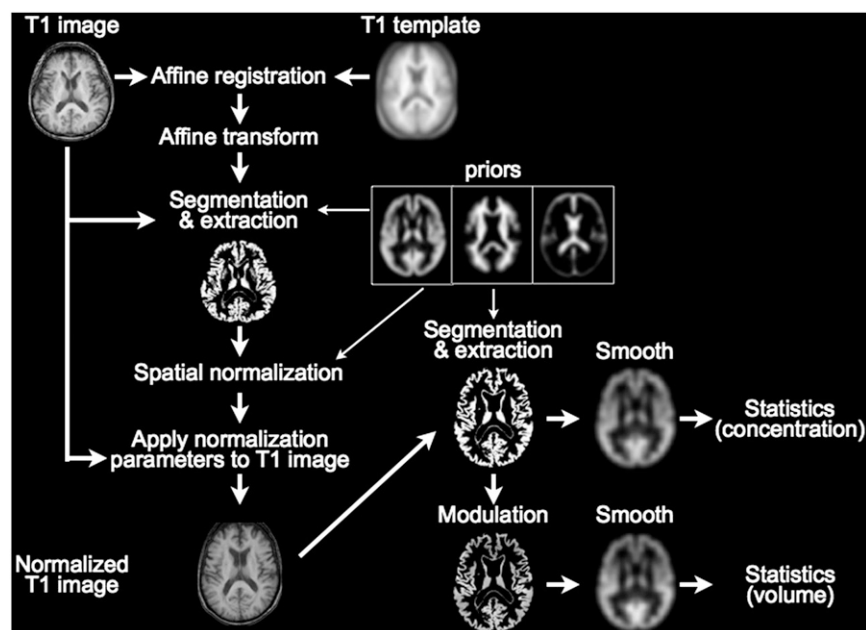 T1 image
T1 template
Affine registration
Affine transform
priors
Segmentation
& extraction
Segmentation
& extraction
Smooth
Spatial normalization
Statistics
(concentration)
Apply normalization
parameters to T1 image
Modulation
Smooth
Normalized
T1 image
Statistics
(volume)